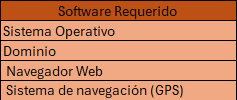 Software Requerido
Sistema Operativo
Dominio
Navegador Web
Sistema de navegación (GPS)